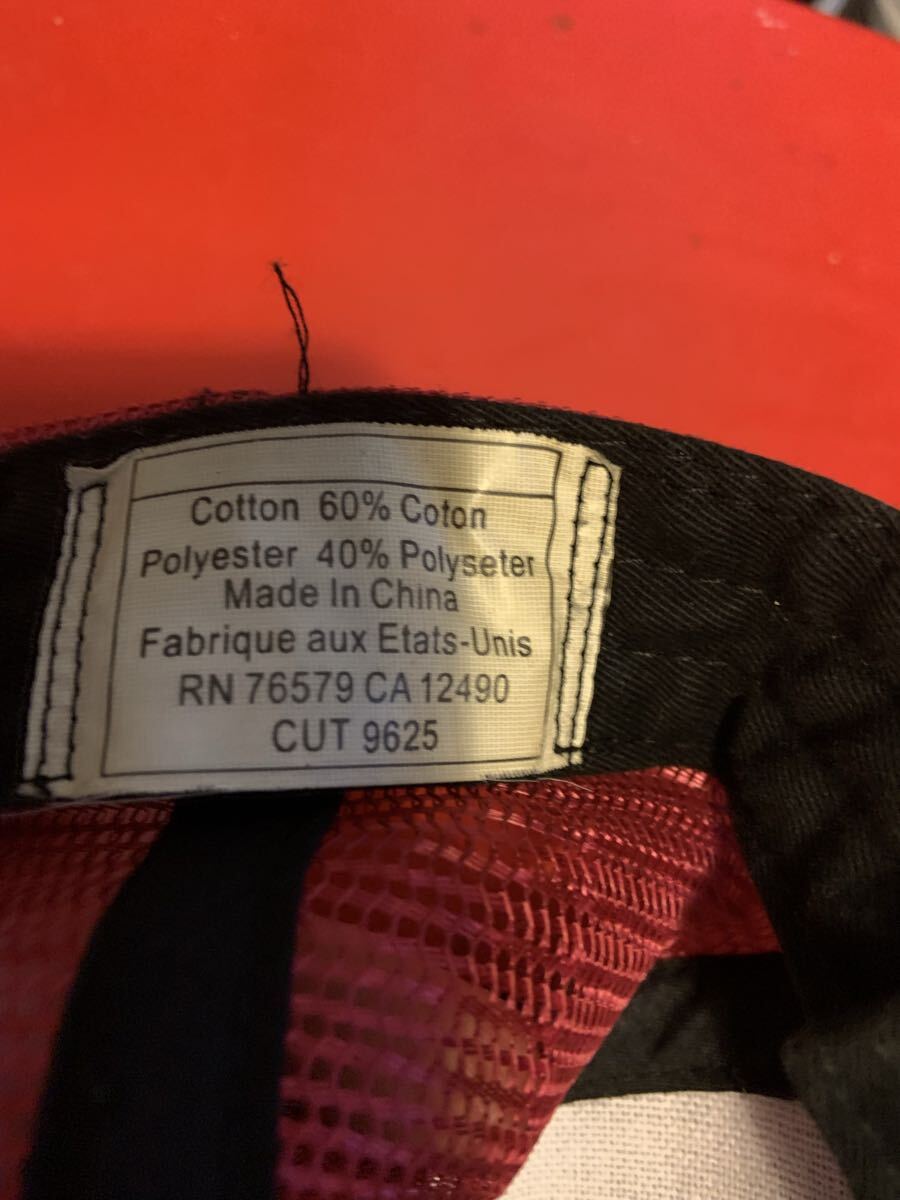 Cotton 60% Coton
Polyester 40% Polyseter
Made In China
Fabrique aux Etats-Unis
RN 76579 CA 12490
CUT 9625